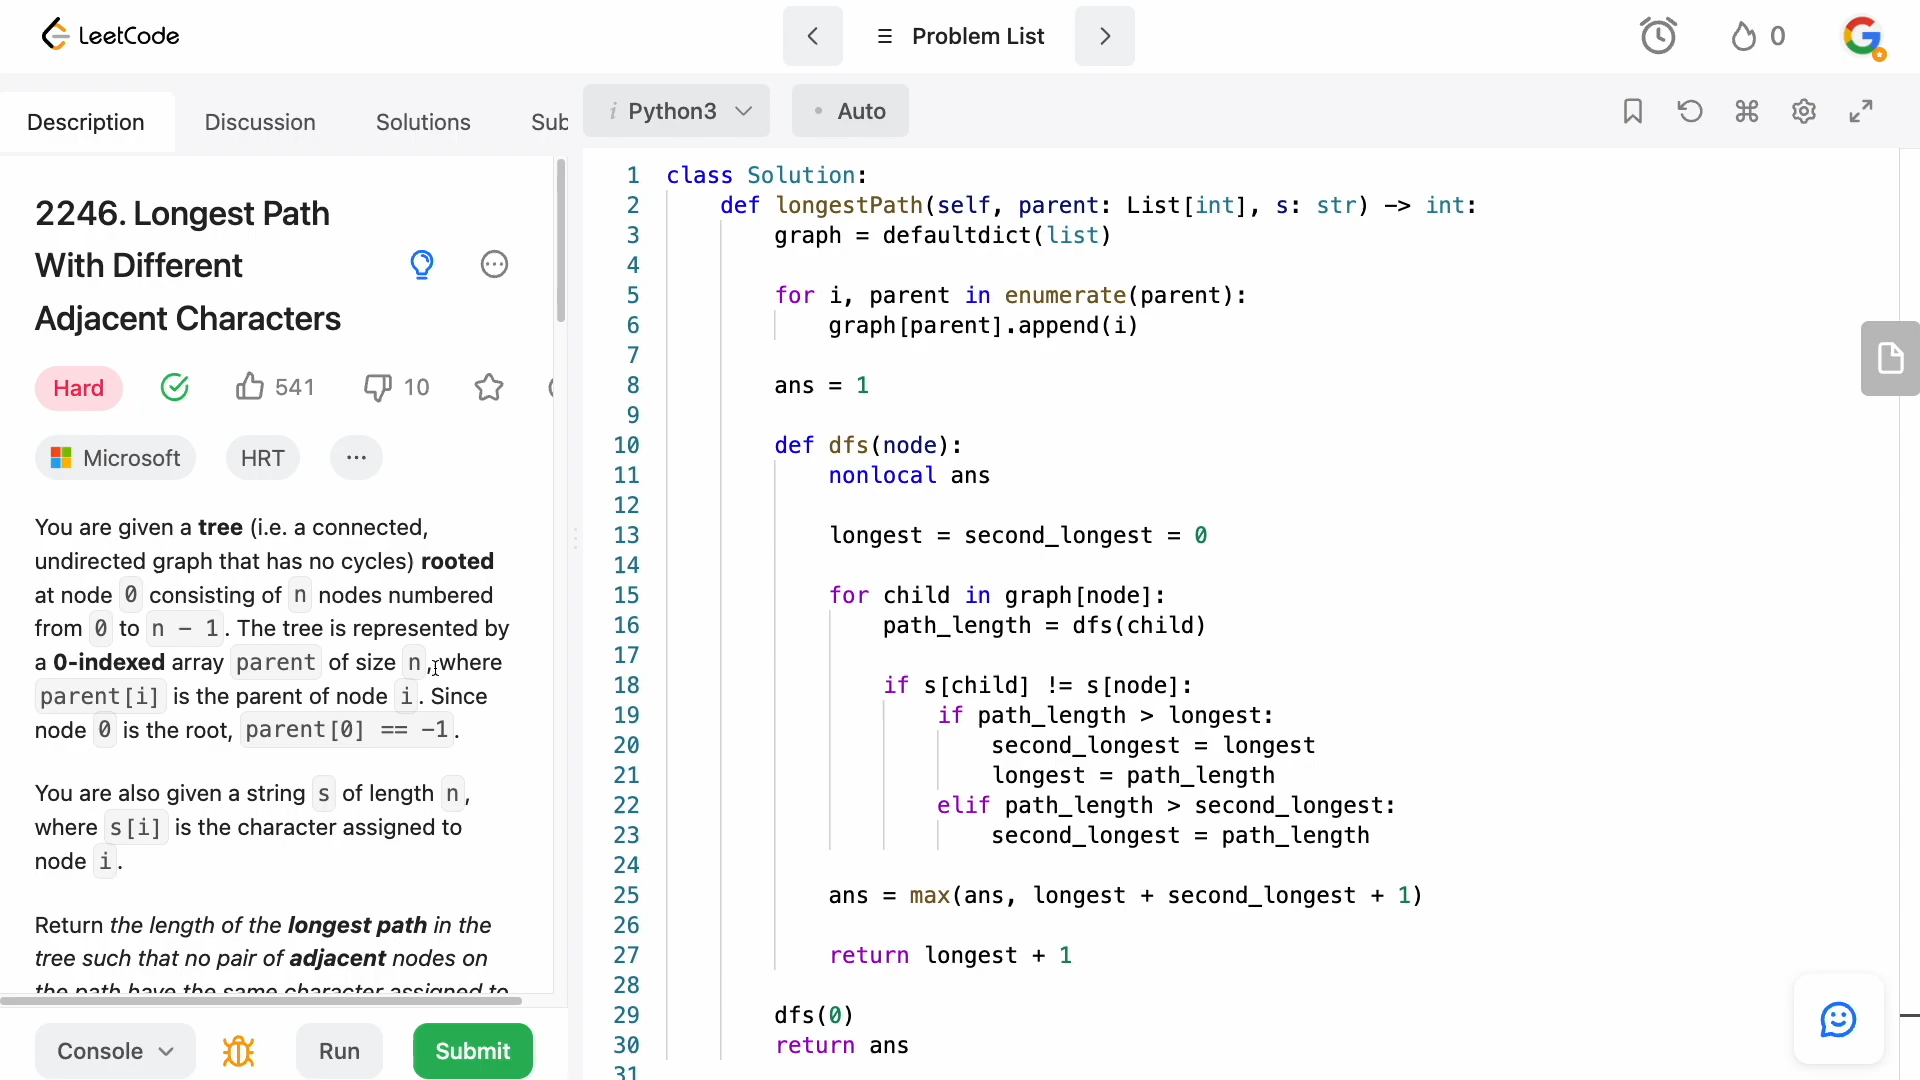 LeetCode
Problem List
0
Description Discussion Solutions Sub
i Python3
• Auto
2246. Longest Path
With Different
Adjacent Characters
Hard 541 10
Microsoft HRT ...
You are given a tree (i.e. a connected,
undirected graph that has no cycles) rooted
at node 0 consisting of n nodes numbered
from 0 to n - 1. The tree is represented by
a 0-indexed array parent of size n, where
parent[i] is the parent of node i. Since
node 0 is the root, parent[0] == -1.
You are also given a string s of length n,
where s[i] is the character assigned to
node i.
Return the length of the longest path in the
tree such that no pair of adjacent nodes on
the path have the same character assigned to
Console Run Submit
1 class Solution:
2     def longestPath(self, parent: List[int], s: str) -> int:
3         graph = defaultdict(list)
4
5         for i, parent in enumerate(parent):
6             graph[parent].append(i)
7
8         ans = 1
9
10         def dfs(node):
11             nonlocal ans
12
13             longest = second_longest = 0
14
15             for child in graph[node]:
16                 path_length = dfs(child)
17
18                 if s[child] != s[node]:
19                     if path_length > longest:
20                         second_longest = longest
21                         longest = path_length
22                     elif path_length > second_longest:
23                         second_longest = path_length
24
25             ans = max(ans, longest + second_longest + 1)
26
27             return longest + 1
28
29         dfs(0)
30         return ans
31